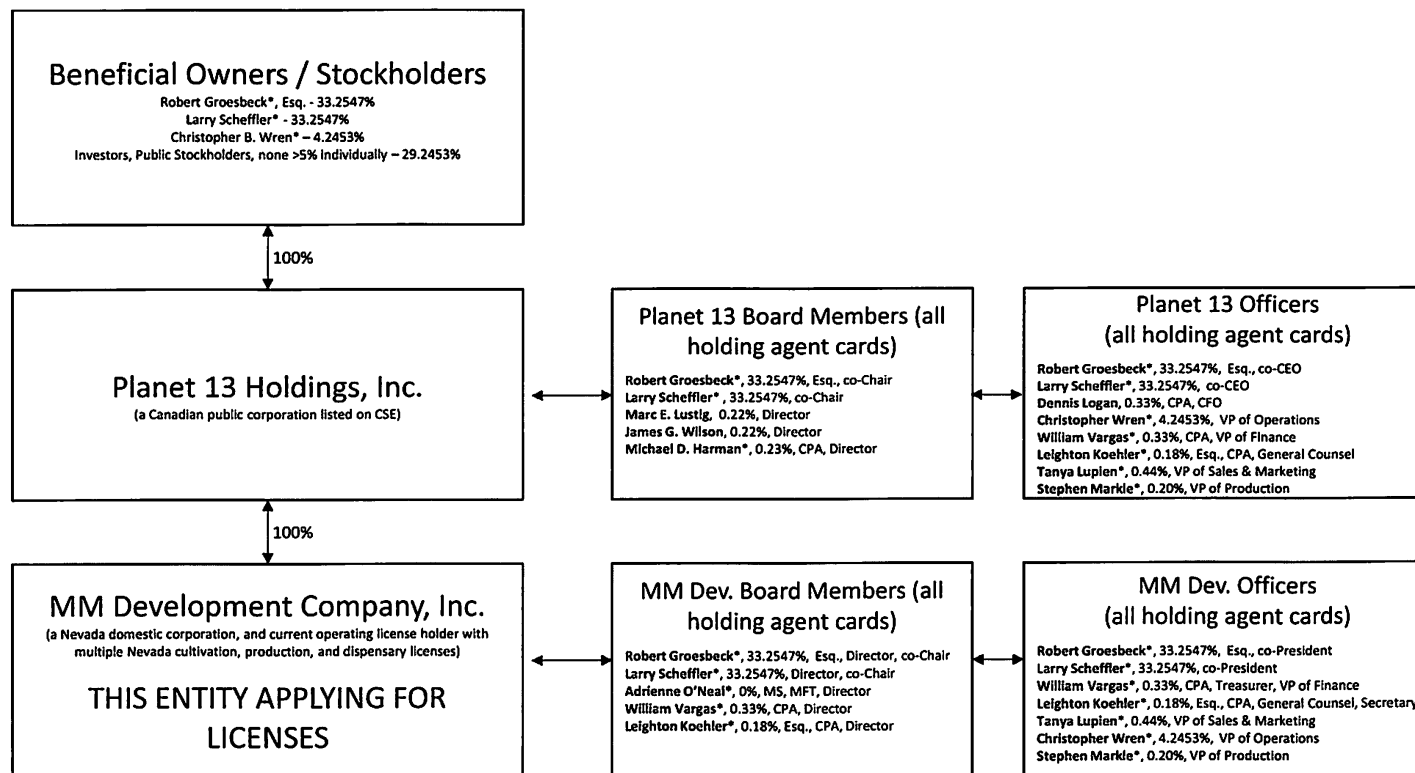 Beneficial Owners / Stockholders
Robert Groesbeck*, Esq. - 33.2547%
Larry Scheffler* - 33.2547%
Christopher B. Wren* – 4.2453%
Investors, Public Stockholders, none >5% Individually – 29.2453%
100%
Planet 13 Holdings, Inc.
(a Canadian public corporation listed on CSE)
Planet 13 Board Members (all
holding agent cards)
Robert Groesbeck*, 33.2547%, Esq., co-Chair
Larry Scheffler*, 33.2547%, co-Chair
Marc E. Lustig, 0.22%, Director
James G. Wilson, 0.22%, Director
Michael D. Harman*, 0.23%, CPA, Director
Planet 13 Officers
(all holding agent cards)
Robert Groesbeck*, 33.2547%, Esq., co-CEO
Larry Scheffler*, 33.2547%, co-CEO
Dennis Logan, 0.33%, CPA, CFO
Christopher Wren*, 4.2453%, VP of Operations
William Vargas*, 0.33%, CPA, VP of Finance
Leighton Koehler*, 0.18%, Esq., CPA, General Counsel
Tanya Lupien*, 0.44%, VP of Sales & Marketing
Stephen Markle*, 0.20%, VP of Production
100%
MM Development Company, Inc.
(a Nevada domestic corporation, and current operating license holder with
multiple Nevada cultivation, production, and dispensary licenses)
THIS ENTITY APPLYING FOR
LICENSES
MM Dev. Board Members (all
holding agent cards)
Robert Groesbeck*, 33.2547%, Esq., Director, co-Chair
Larry Scheffler*, 33.2547%, Director, co-Chair
Adrienne O'Neal*, 0%, MS, MFT, Director
William Vargas*, 0.33%, CPA, Director
Leighton Koehler*, 0.18%, Esq., CPA, Director
MM Dev. Officers
(all holding agent cards)
Robert Groesbeck*, 33.2547%, Esq., co-President
Larry Scheffler*, 33.2547%, co-President
William Vargas*, 0.33%, CPA, Treasurer, VP of Finance
Leighton Koehler*, 0.18%, Esq., CPA, General Counsel, Secretary
Tanya Lupien*, 0.44%, VP of Sales & Marketing
Christopher Wren*, 4.2453%, VP of Operations
Stephen Markle*, 0.20%, VP of Production